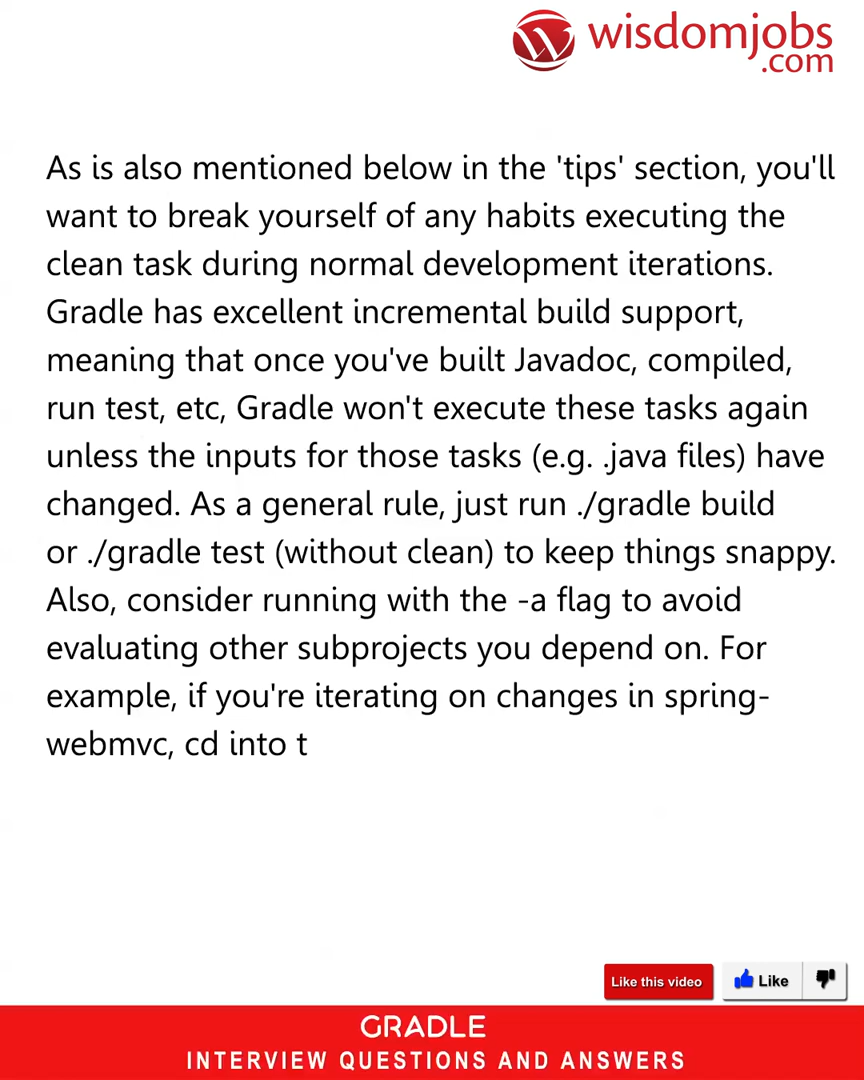 wisdomjobs
.com
As is also mentioned below in the 'tips' section, you'll
want to break yourself of any habits executing the
clean task during normal development iterations.
Gradle has excellent incremental build support,
meaning that once you've built Javadoc, compiled,
run test, etc, Gradle won't execute these tasks again
unless the inputs for those tasks (e.g. .java files) have
changed. As a general rule, just run ./gradle build
or ./gradle test (without clean) to keep things snappy.
Also, consider running with the -a flag to avoid
evaluating other subprojects you depend on. For
example, if you're iterating on changes in spring-
webmvc, cd into t
Like this video
Like
GRADLE
INTERVIEW QUESTIONS AND ANSWERS